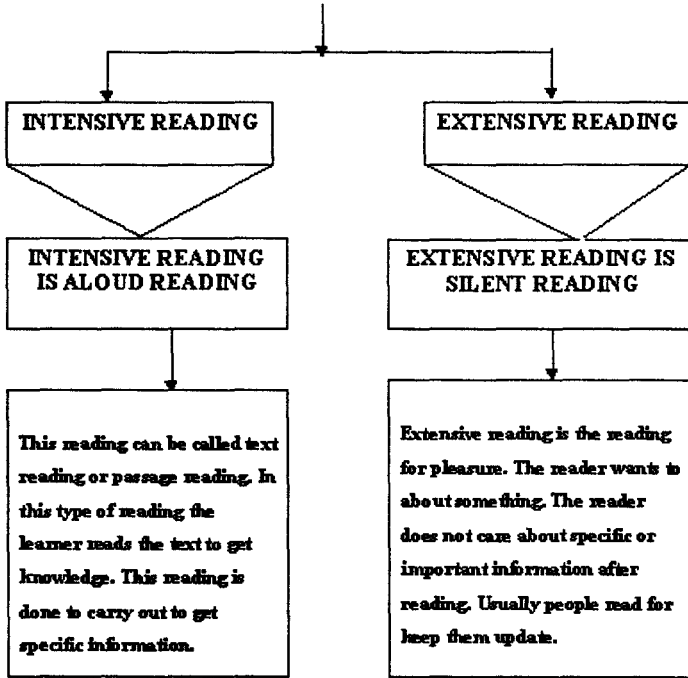 INTENSIVE READING
EXTENSIVE READING
INTENSIVE READING
IS ALOUD READING
EXTENSIVE READING IS
SILENT READING
This reading can be called text
reading or passage reading. In
this type of reading the
learner reads the text to get
knowledge. This reading is
done to carry out to get
specific information.
Extensive reading is the reading
for pleasure. The reader wants to
about something. The reader
does not care about specific or
important information after
reading. Usually people read for
keep them update.